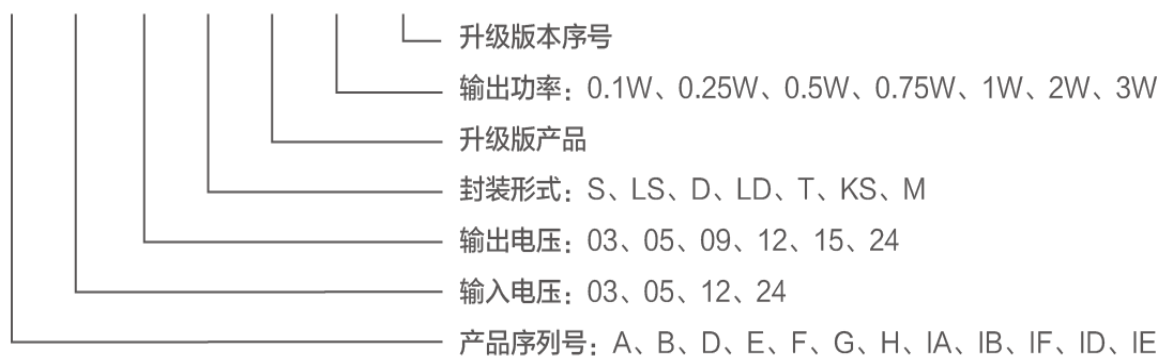 升级版本序号
输出功率：0.1W、0.25W、0.5W、0.75W、1W、2W、3W
升级版产品
封装形式：S、LS、D、LD、T、KS、M
输出电压：03、05、09、12、15、24
输入电压：03、05、12、24
产品序列号：A、B、D、E、F、G、H、IA、IB、IF、ID、IE